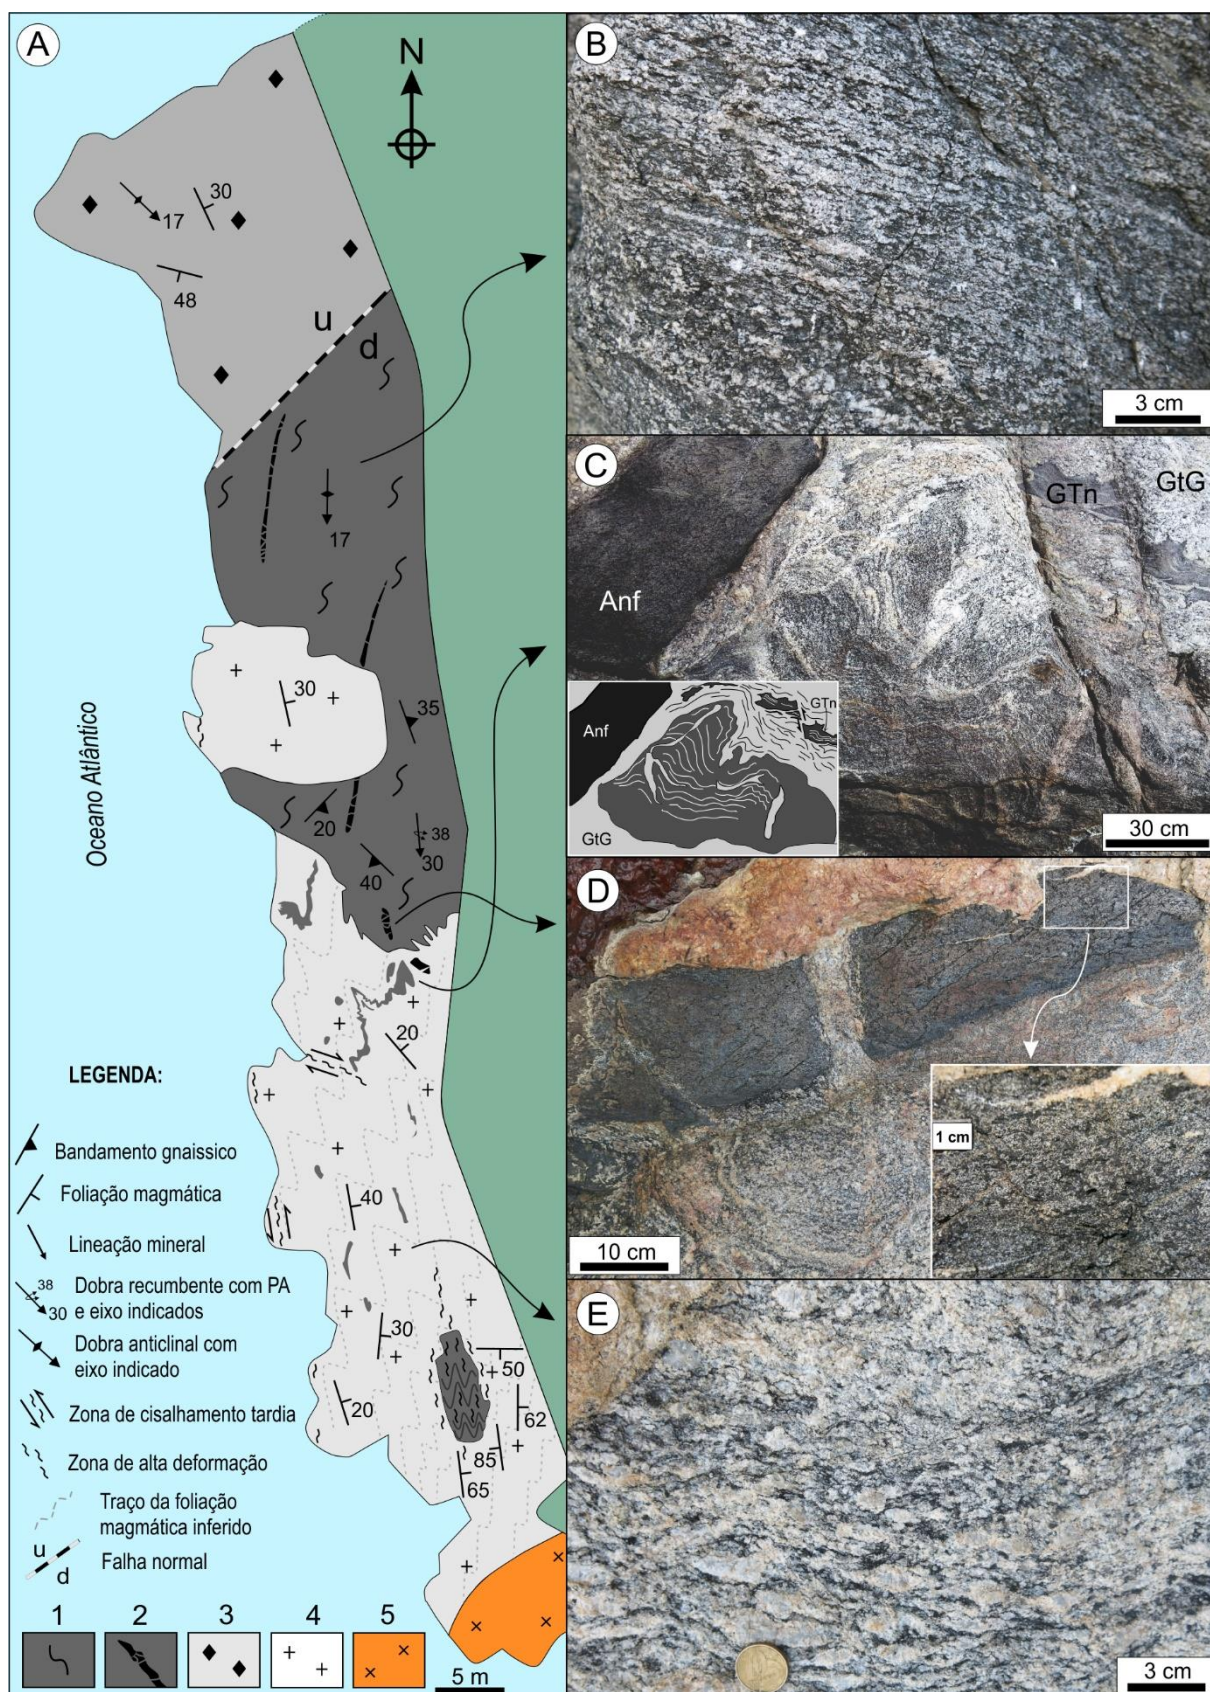 A
N
30
17
48
u
d
17
30
35
20
38
30
40
20
40
30
50
20
62
85
65
Oceano Atlântico
LEGENDA:
Bandamento gnaissico
Foliação magmática
Lineação mineral
38
30
Dobra recumbente com PA
e eixo indicados
Dobra anticlinal com
eixo indicado
Zona de cisalhamento tardia
Zona de alta deformação
Traço da foliação
magmática inferido
u
d
Falha normal
1 2 3 4 5
5 m
B
3 cm
C
Anf
GTn
GtG
Anf
GTn
GtG
30 cm
D
1 cm
10 cm
E
3 cm